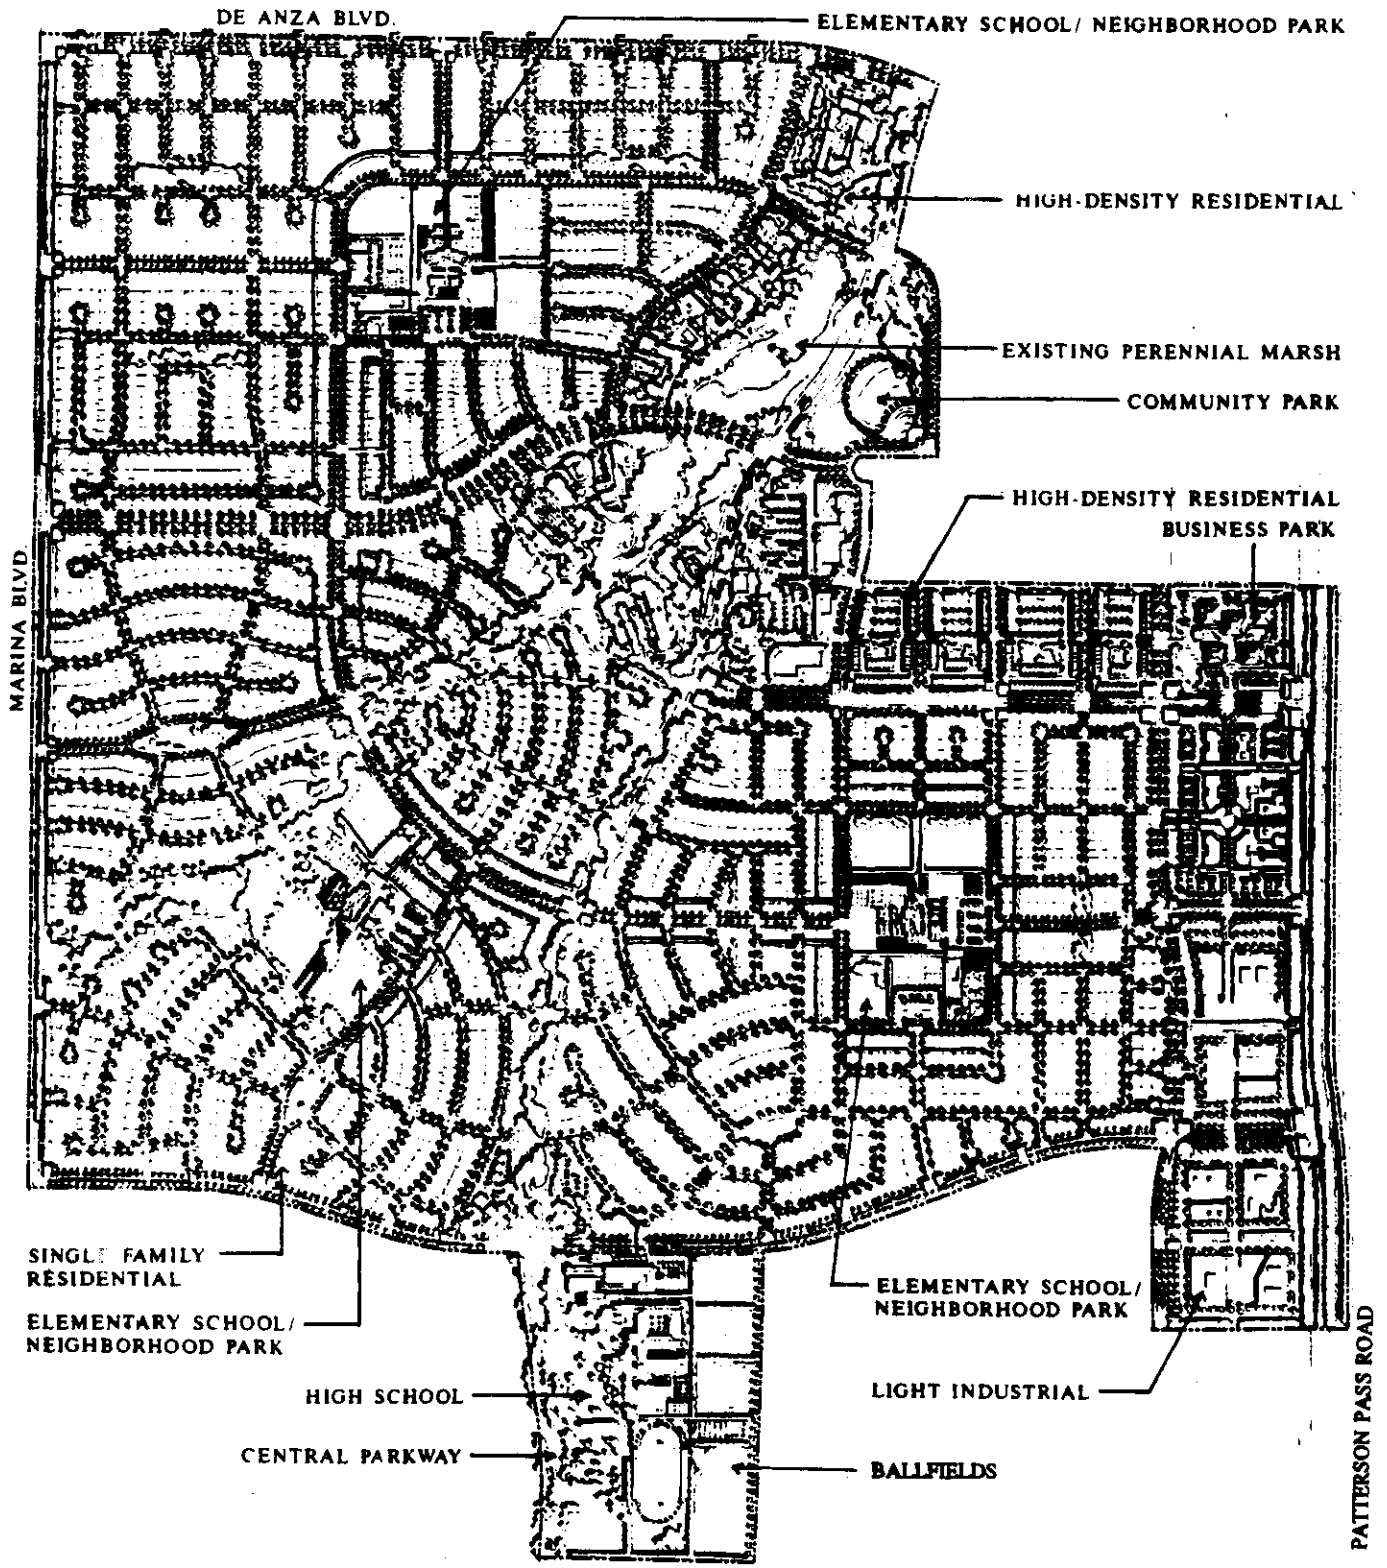 DE ANZA BLVD.
ELEMENTARY SCHOOL/ NEIGHBORHOOD PARK
HIGH-DENSITY RESIDENTIAL
EXISTING PERENNIAL MARSH
COMMUNITY PARK
HIGH-DENSITY RESIDENTIAL
BUSINESS PARK
MARINA BLVD.
SINGLE FAMILY
RESIDENTIAL
ELEMENTARY SCHOOL/
NEIGHBORHOOD PARK
ELEMENTARY SCHOOL/
NEIGHBORHOOD PARK
HIGH SCHOOL
LIGHT INDUSTRIAL
CENTRAL PARKWAY
BALLFIELDS
PATTERSON PASS ROAD